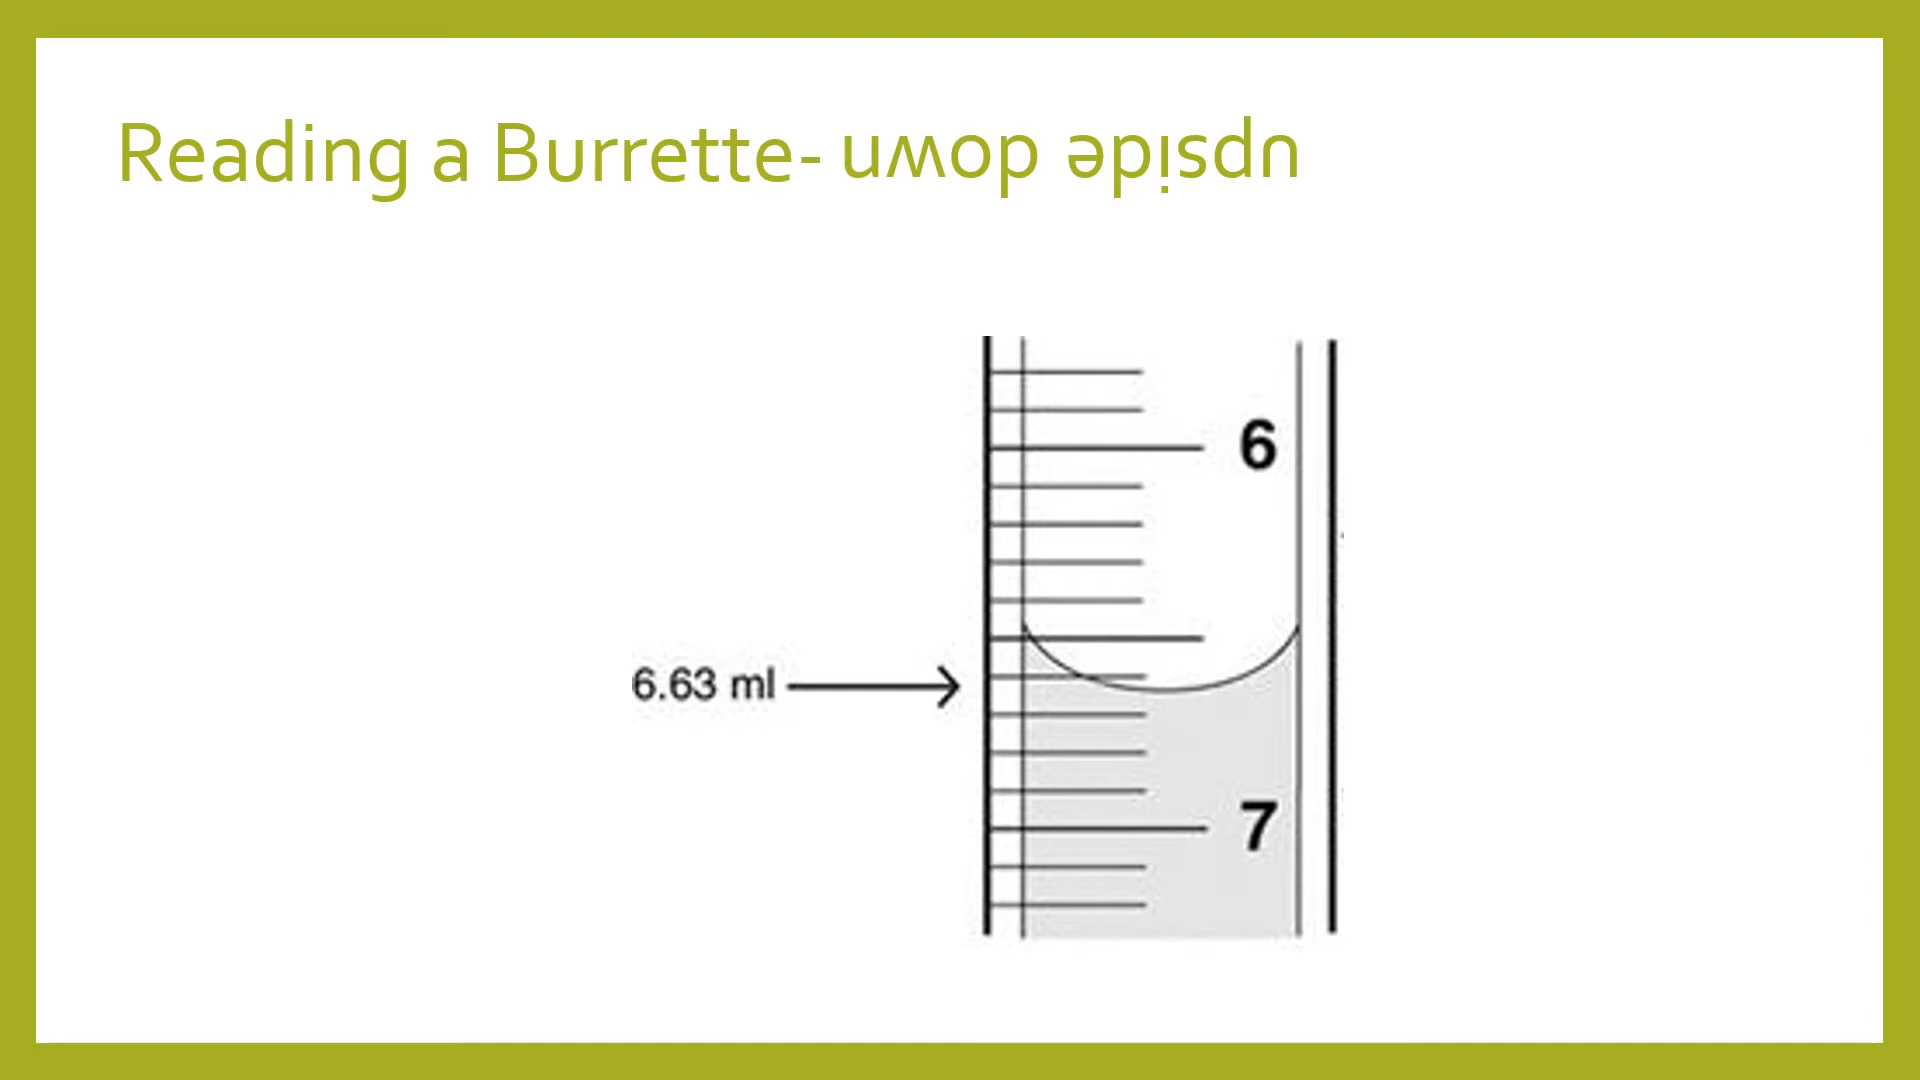 Reading a Burrette- uʍop ǝpᴉsdn
6
6.63 ml
7